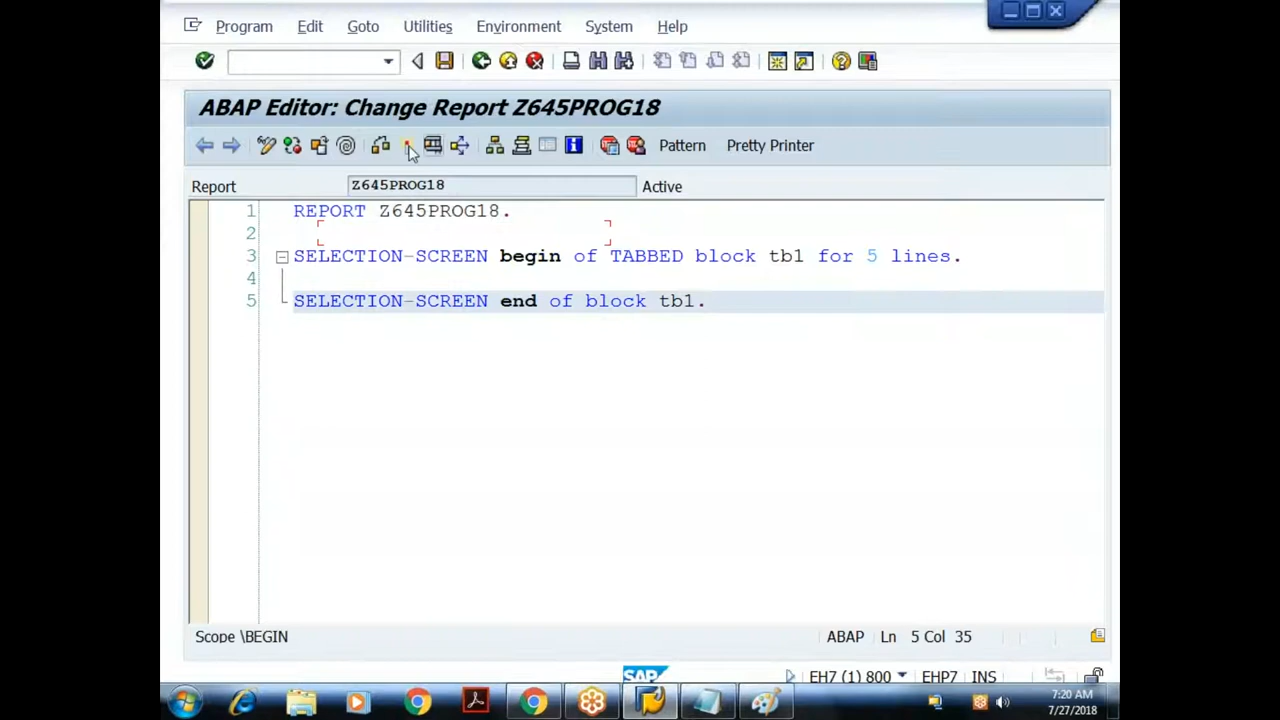 Program Edit Goto Utilities Environment System Help
ABAP Editor: Change Report Z645PROG18
Pattern Pretty Printer
Report Z645PROG18 Active
1 REPORT Z645PROG18.
2
3 SELECTION-SCREEN begin of TABBED block tb1 for 5 lines.
4
5 SELECTION-SCREEN end of block tb1.
Scope \BEGIN ABAP Ln 5 Col 35
SAP EH7 (1) 800 EHP7 INS
7:20 AM
7/27/2018